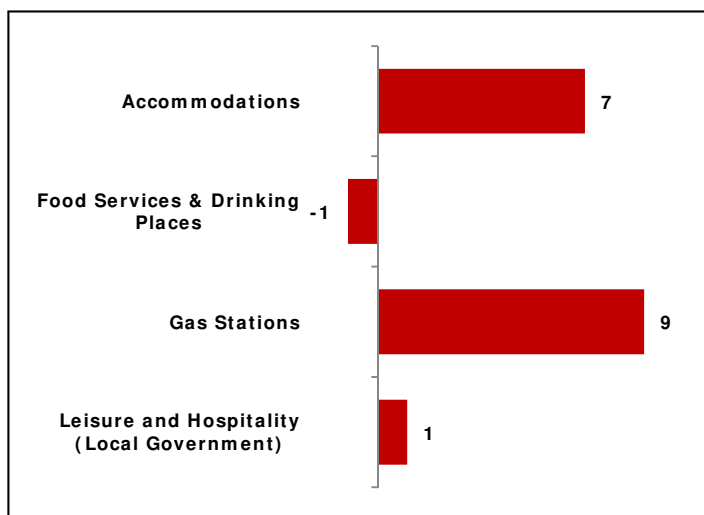 Accommodations
7
Food Services & Drinking
Places
-1
Gas Stations
9
Leisure and Hospitality
(Local Government)
1